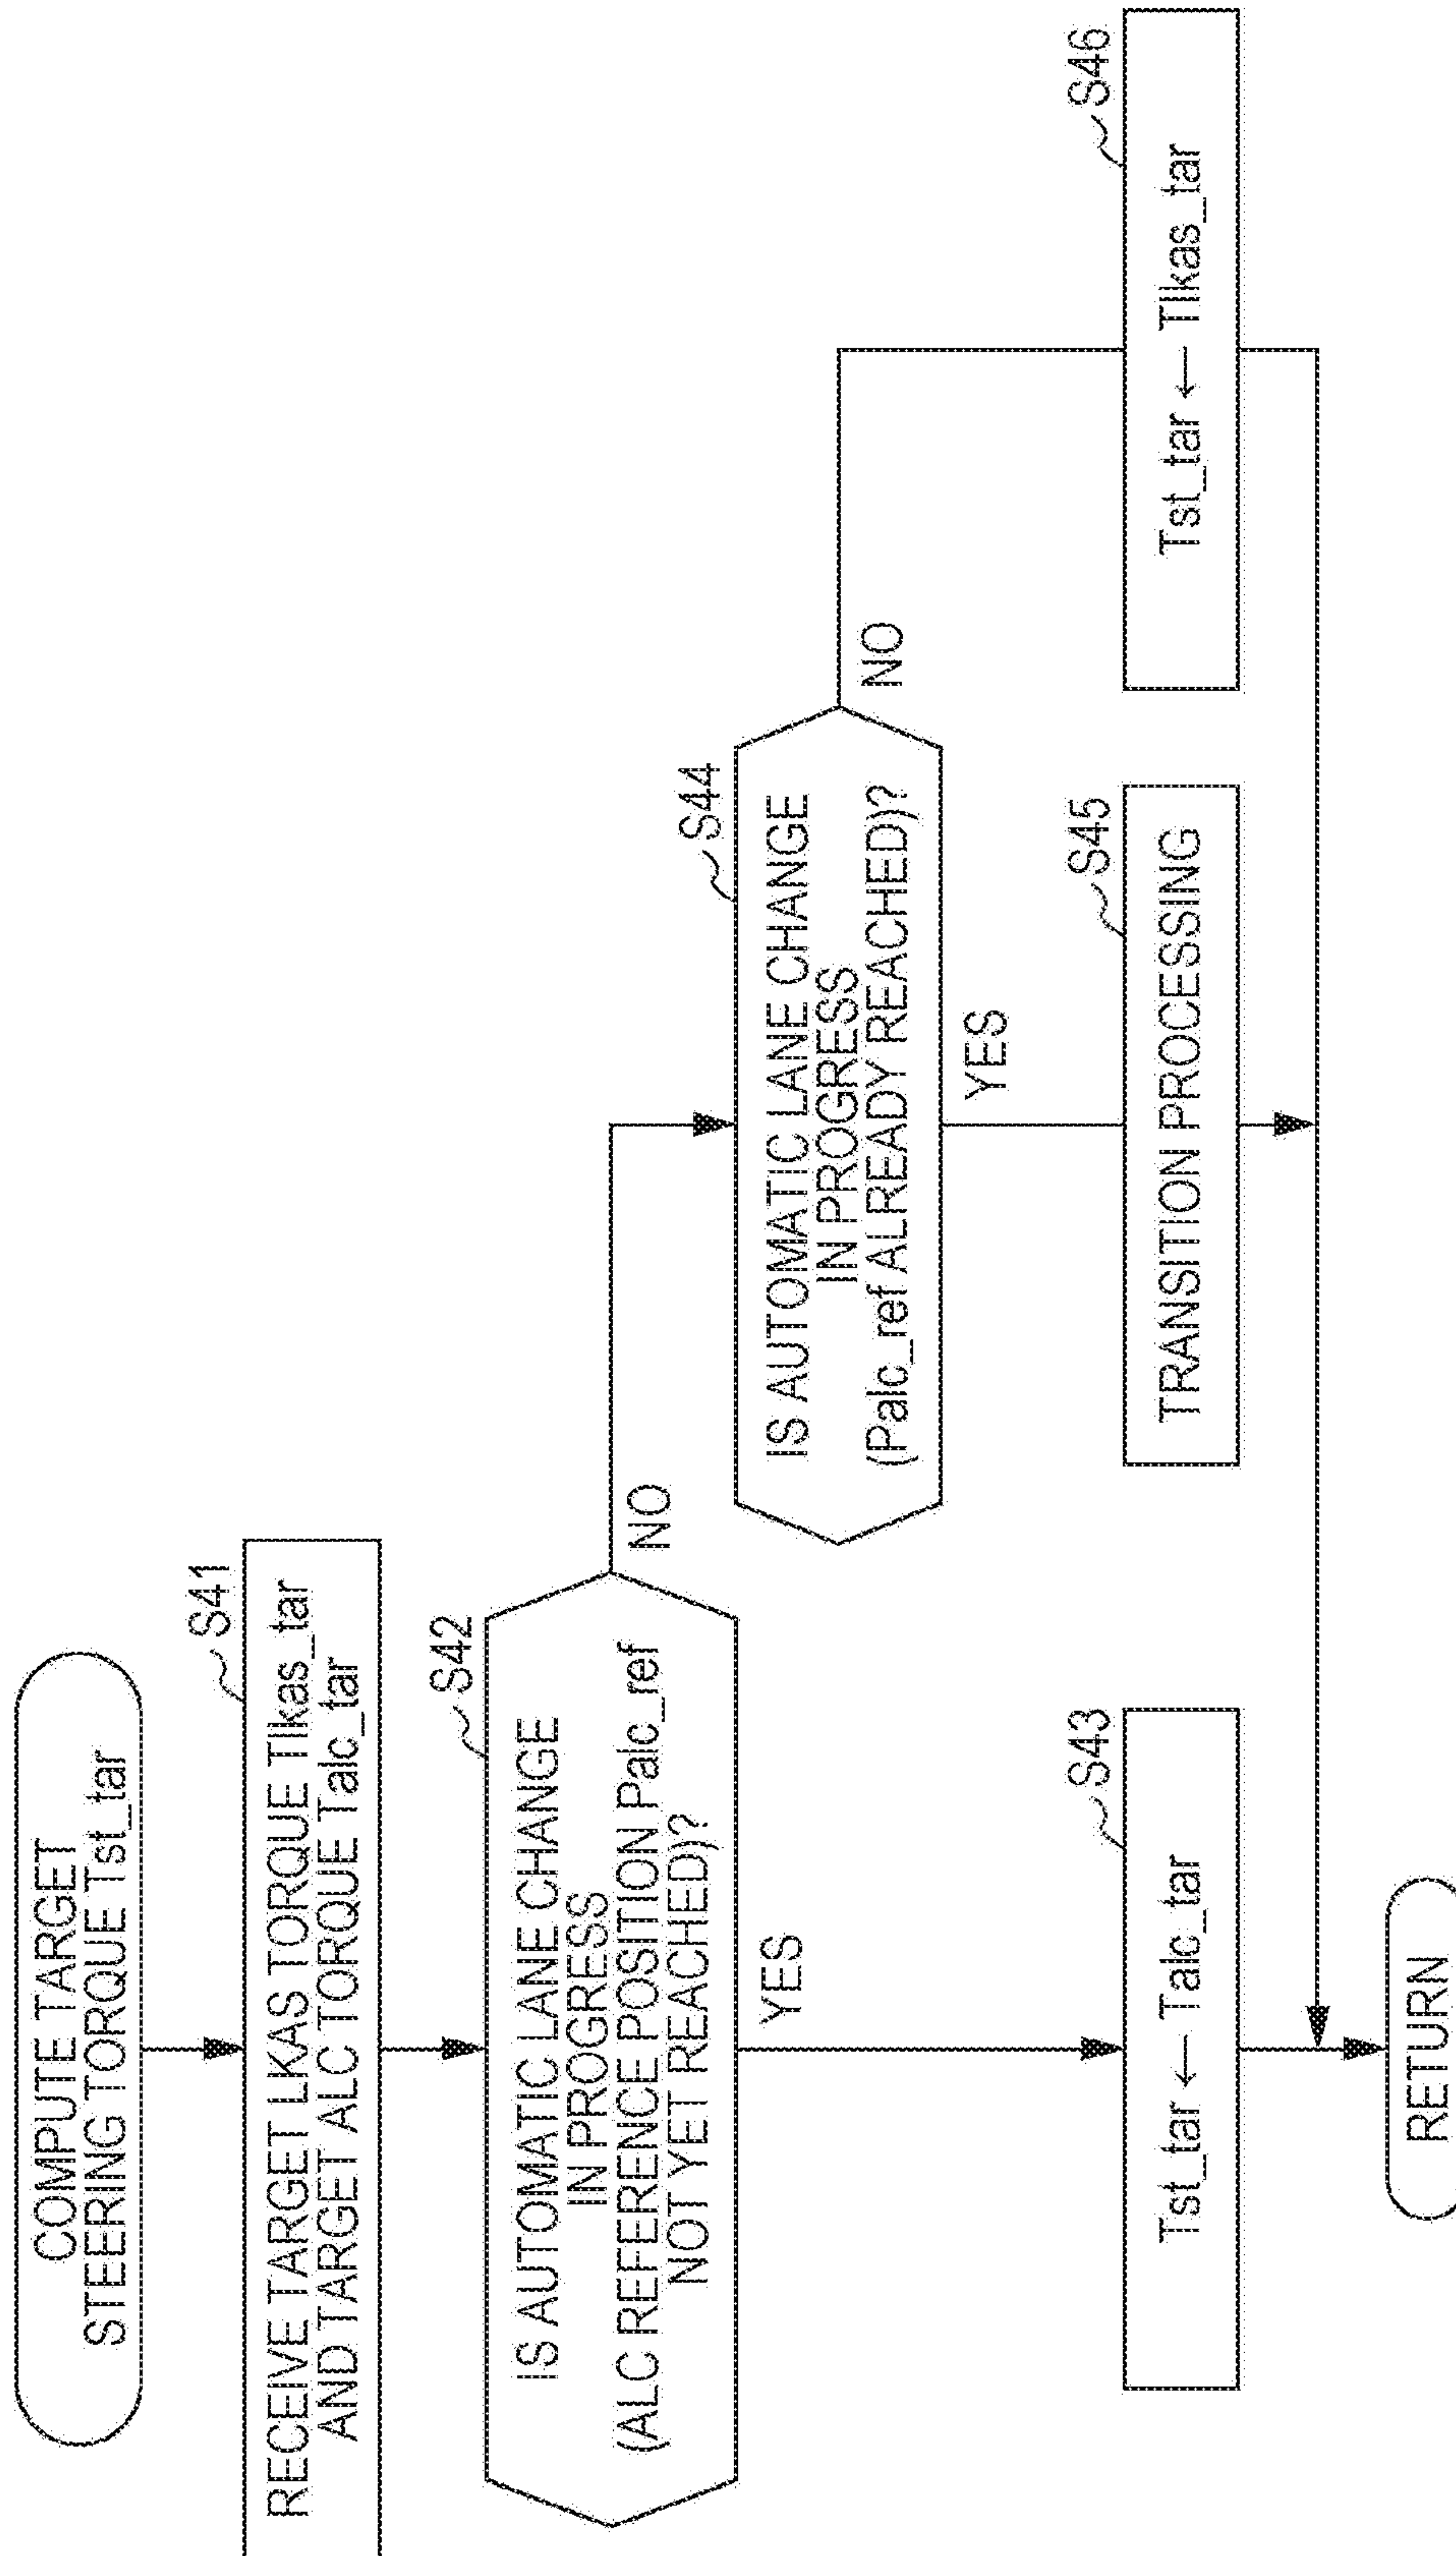 COMPUTE TARGET
STEERING TORQUE Tst_tar
S41
RECEIVE TARGET LKAS TORQUE Tlkas_tar
AND TARGET ALC TORQUE Talc_tar
S42
IS AUTOMATIC LANE CHANGE
IN PROGRESS
(ALC REFERENCE POSITION Palc_ref
NOT YET REACHED)?
NO
YES
S44
IS AUTOMATIC LANE CHANGE
IN PROGRESS
(Palc_ref ALREADY REACHED)?
NO
YES
S43
Tst_tar ← Talc_tar
S45
TRANSITION PROCESSING
S46
Tst_tar ← Tlkas_tar
RETURN